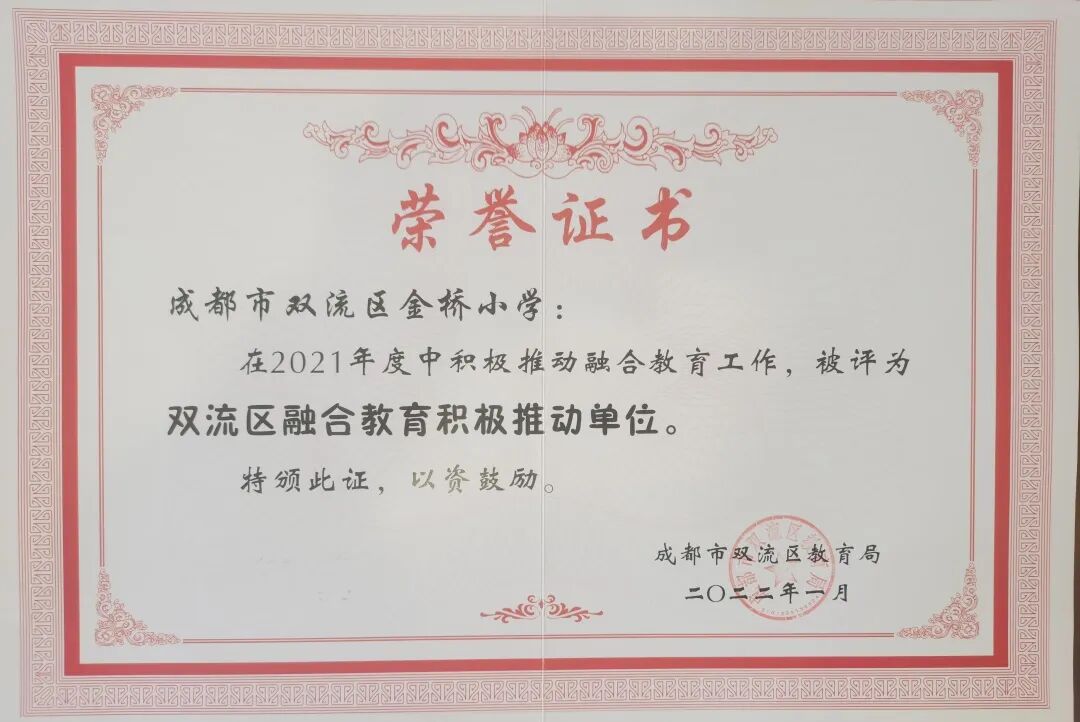 荣誉证书
成都市双流区金桥小学：
在2021年度中积极推动融合教育工作，被评为
双流区融合教育积极推动单位。
特颁此证，以资鼓励。
成都市双流区教育局
二〇二二年一月